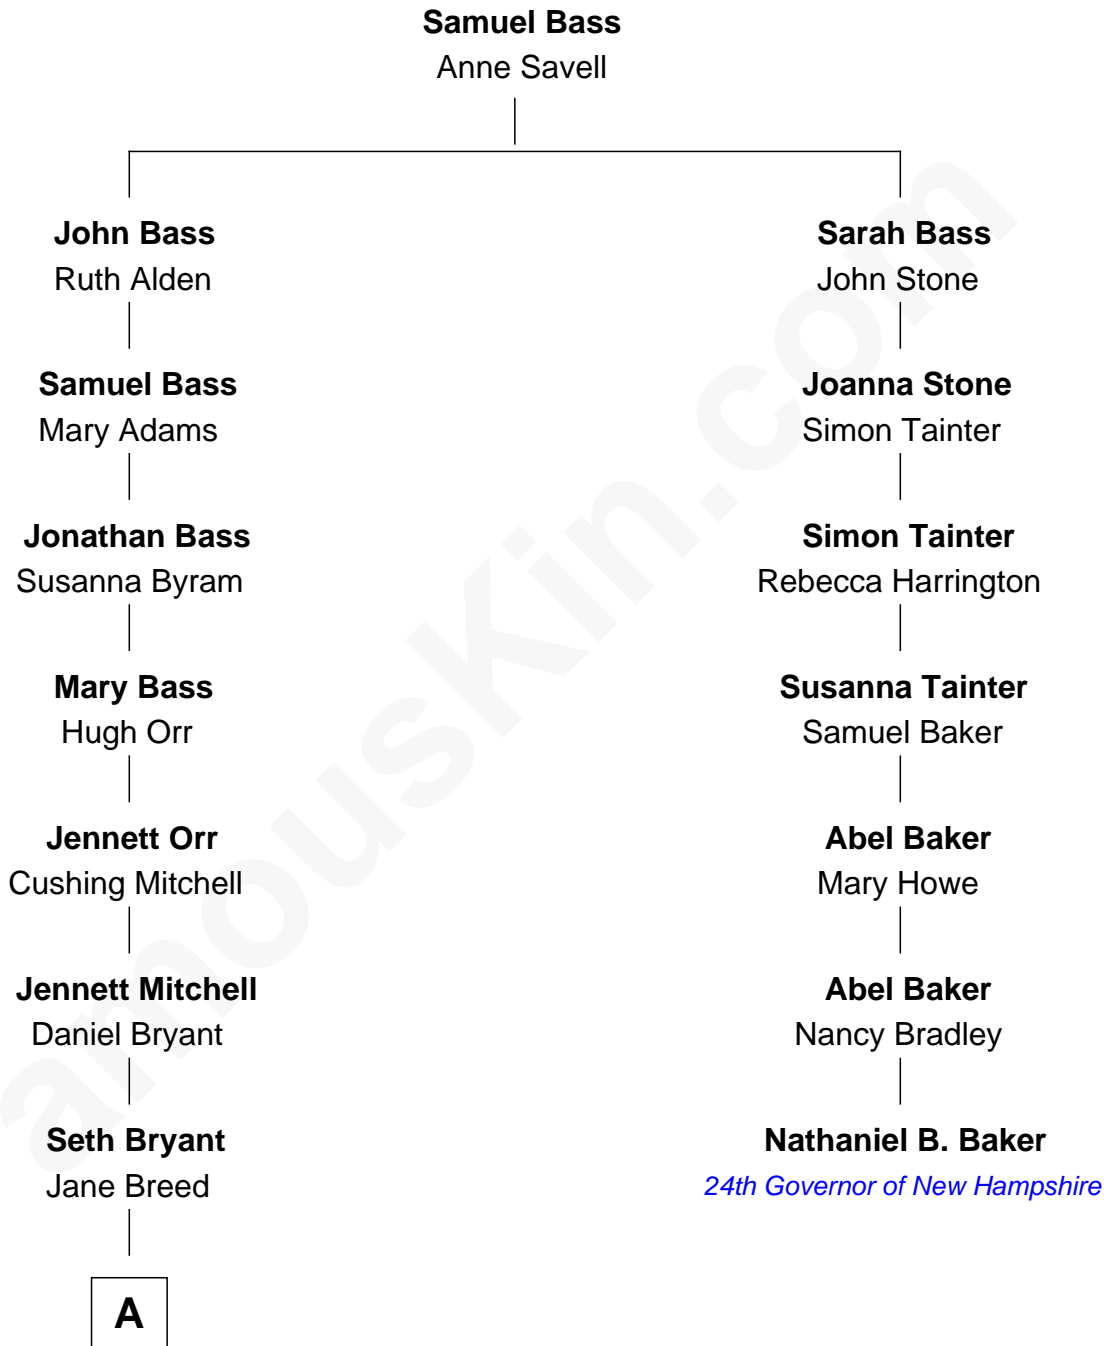 Samuel Bass
Anne Savell
John Bass
Ruth Alden
Samuel Bass
Mary Adams
Jonathan Bass
Susanna Byram
Mary Bass
Hugh Orr
Jennett Orr
Cushing Mitchell
Jennett Mitchell
Daniel Bryant
Seth Bryant
Jane Breed
A
Sarah Bass
John Stone
Joanna Stone
Simon Tainter
Simon Tainter
Rebecca Harrington
Susanna Tainter
Samuel Baker
Abel Baker
Mary Howe
Abel Baker
Nancy Bradley
Nathaniel B. Baker
24th Governor of New Hampshire
amousKin.com